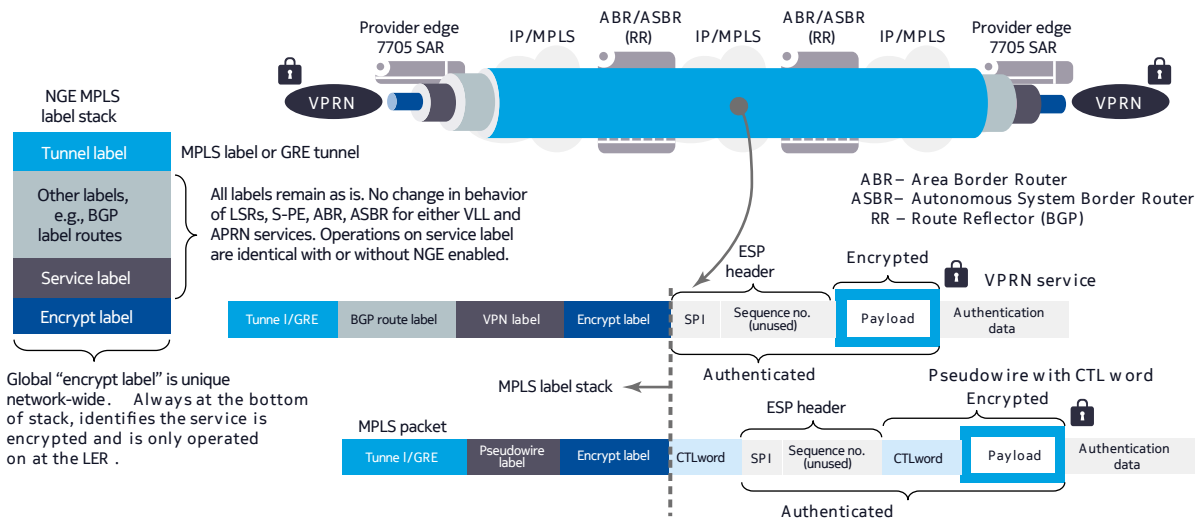 ABR/ASBR
(RR)
ABR/ASBR
(RR)
Provider edge
7705 SAR
IP/MPLS
IP/MPLS
IP/MPLS
Provider edge
7705 SAR
VPRN
VPRN
NGE MPLS
label stack
Tunnel label
MPLS label or GRE tunnel
Other labels,
e.g., BGP
label routes
Service label
Encrypt label
All labels remain as is. No change in behavior
of LSRs, S-PE, ABR, ASBR for either VLL and
APRN services. Operations on service label
are identical with or without NGE enabled.
ABR – Area Border Router
ASBR – Autonomous System Border Router
RR – Route Reflector (BGP)
ESP
header
Encrypted
VPRN service
Tunne l/GRE
BGP route label
VPN label
Encrypt label
SPI
Sequence no.
(unused)
Payload
Authentication
data
Authenticated
Global “encrypt label” is unique
network-wide. Always at the bottom
of stack, identifies the service is
encrypted and is only operated
on at the LER .
MPLS label stack
Pseudowire with CTL word
Encrypted
ESP header
MPLS packet
Tunne l/GRE
Pseudowire
label
Encrypt label
CTLword
SPI
Sequence no.
(unused)
CTLword
Payload
Authentication
data
Authenticated